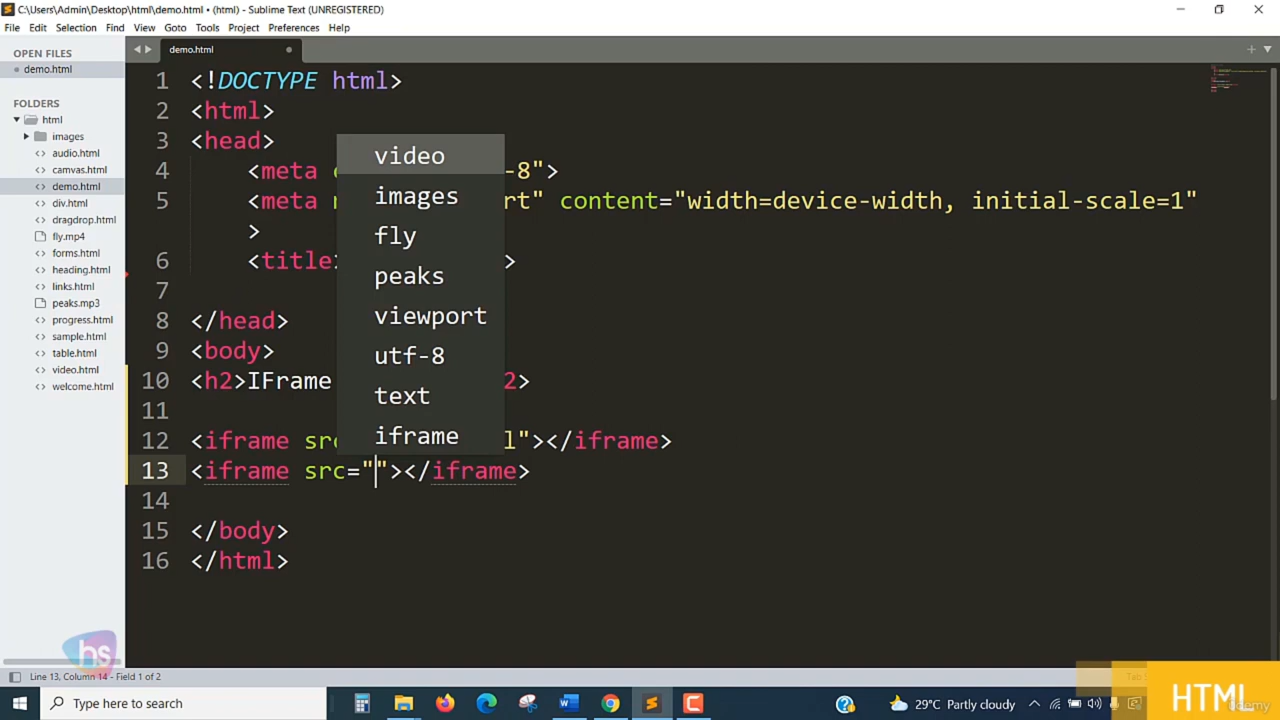 C:\Users\Admin\Desktop\html\demo.html • (html) - Sublime Text (UNREGISTERED)
File Edit Selection Find View Goto Tools Project Preferences Help
OPEN FILES
demo.html
FOLDERS
html
images
audio.html
canvas.html
demo.html
div.html
dragdrop.html
fly.mp4
forms.html
heading.html
links.html
peaks.mp3
progress.html
sample.html
table.html
video.html
welcome.html
demo.html
1 <!DOCTYPE html>
2 <html>
3 <head>
4 <meta -8">
5 <meta rt" content="width=device-width, initial-scale=1"
>
6 <title >
7
8 </head>
9 <body>
10 <h2>IFrame 2>
11
12 <iframe src l"></iframe>
13 <iframe src=""></iframe>
14
15 </body>
16 </html>
video
images
fly
peaks
viewport
utf-8
text
iframe
hs
Line 13, Column 14 - Field 1 of 2
Type here to search
29°C Partly cloudy
HTML
Udemy